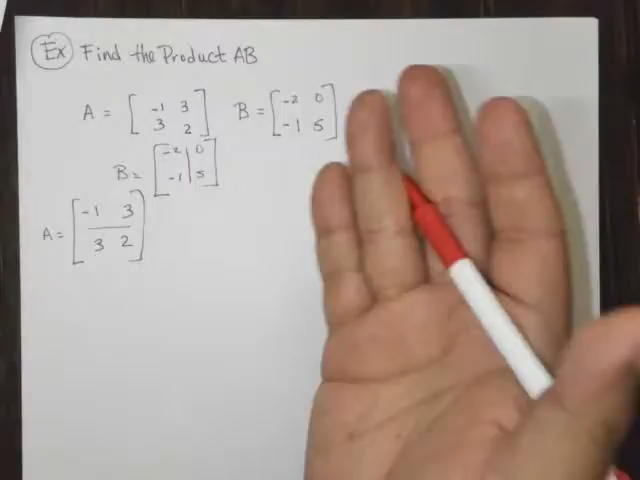 Ex Find the Product AB
A = [ -1 3 B = [ -2 0
3 2 ] -1 5 ]
B = [ -2 | 0
-1 | 5 ]
A = [ -1 3
3 2 ]